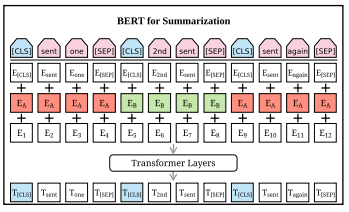 BERT for Summarization
[CLS] sent one [SEP] [CLS] 2nd sent [SEP] [CLS] sent again [SEP]
E[CLS] Esent Eone E[SEP] E[CLS] E2nd Esent E[SEP] E[CLS] Esent Eagain E[SEP]
+ + + + + + + + + + + +
EA EA EA EA EB EB EB EB EA EA EA EA
+ + + + + + + + + + + +
E1 E2 E3 E4 E5 E6 E7 E8 E9 E10 E11 E12
Transformer Layers
T[CLS] Tsent Tone T[SEP] T[CLS] T2nd Tsent T[SEP] T[CLS] Tsent Tagain T[SEP]